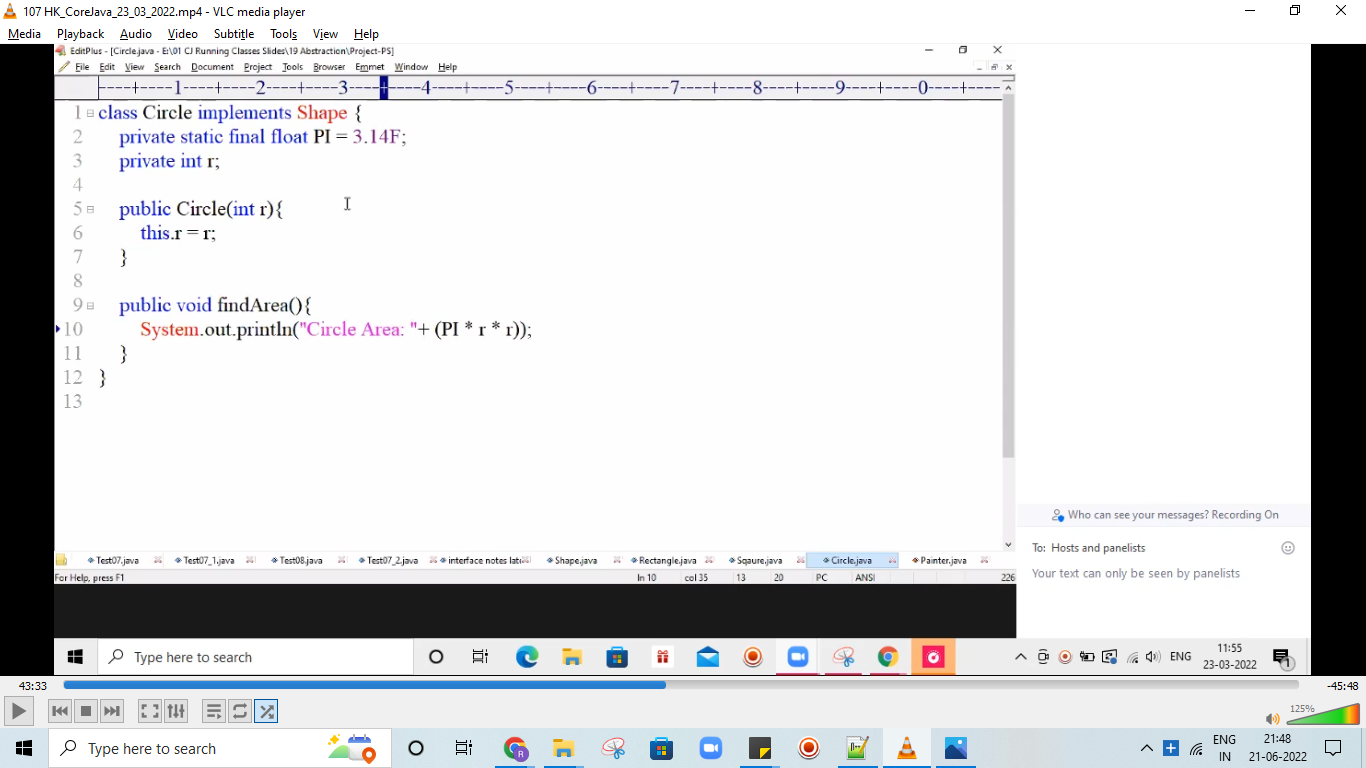 107 HK_CoreJava_23_03_2022.mp4 - VLC media player
Media Playback Audio Video Subtitle Tools View Help
EditPlus - [Circle.java - E:\01 CJ Running Classes Slides\19 Abstraction\Project-PS]
File Edit View Search Document Project Tools Browser Emmet Window Help
|----+----1----+----2----+----3----+----4----+----5----+----6----+----7----+----8----+----9----+----0----+----
1 class Circle implements Shape {
2 private static final float PI = 3.14F;
3 private int r;
4
5 public Circle(int r){
6 this.r = r;
7 }
8
9 public void findArea(){
10 System.out.println("Circle Area: "+ (PI * r * r));
11 }
12 }
13
Who can see your messages? Recording On
To: Hosts and panelists
Your text can only be seen by panelists
Test07.java Test07_1.java Test08.java Test07_2.java interface notes Shape.java Rectangle.java Sqaure.java Circle.java Painter.java
For Help, press F1 ln 10 col 35 13 20 PC ANSI 226
Type here to search ENG 11:55
23-03-2022 1
43:33 -45:48
125%
Type here to search ENG 21:48
IN 21-06-2022